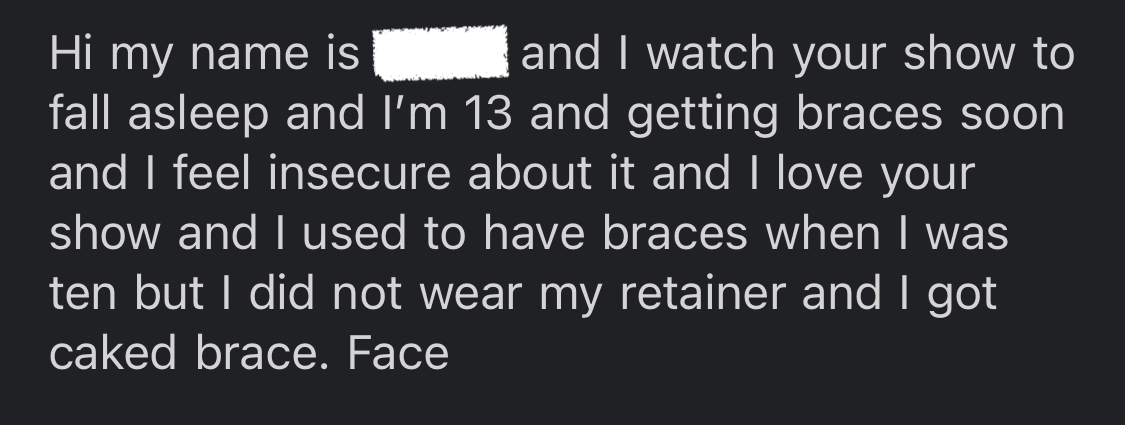 Hi my name is and I watch your show to
fall asleep and I’m 13 and getting braces soon
and I feel insecure about it and I love your
show and I used to have braces when I was
ten but I did not wear my retainer and I got
caked brace. Face